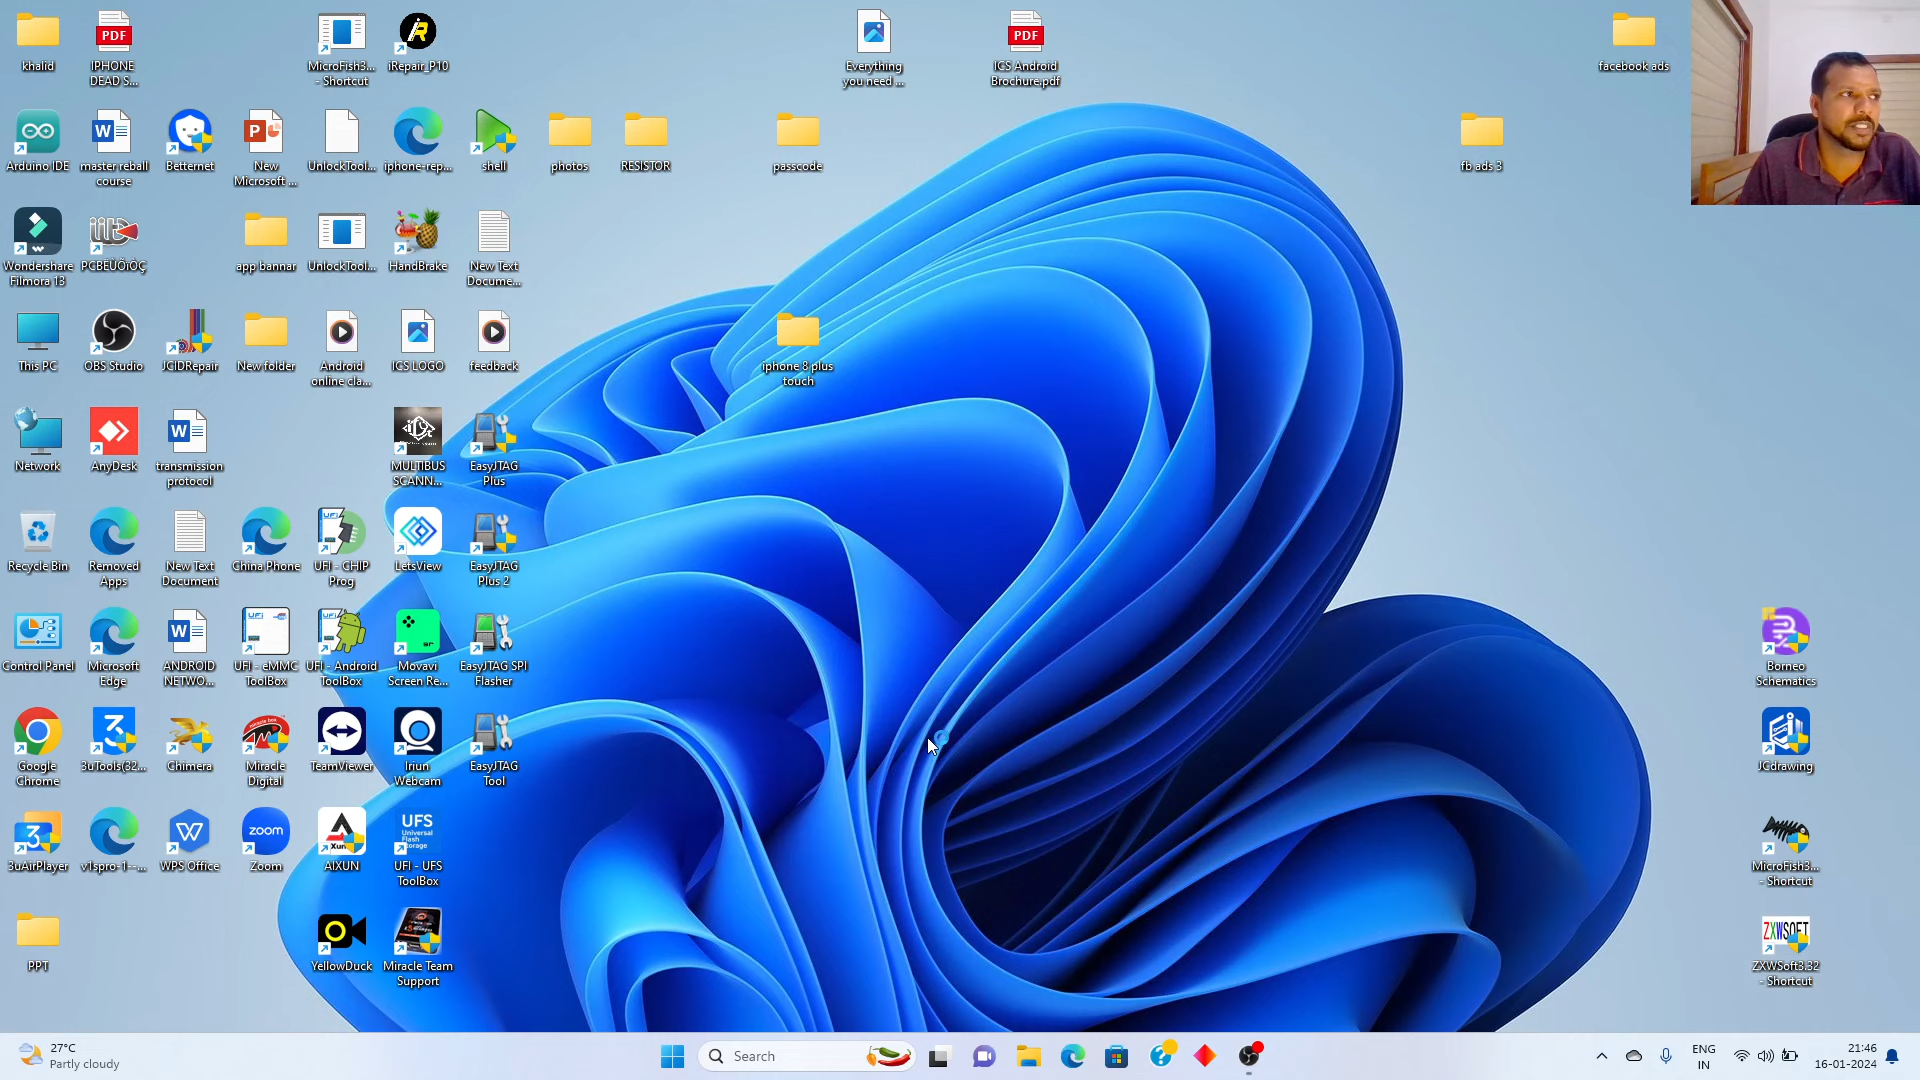 khalid
PDF
IPHONE
DEAD S...
MicroFish3...
- Shortcut
iRepair_P10
Everything
you need ...
PDF
ICS Android
Brochure.pdf
facebook ads
Arduino IDE
master reball
course
Betternet
New
Microsoft ...
UnlockTool...
iphone-rep...
shell
photos
RESISTOR
passcode
fb ads 3
Wondershare
Filmora 13
PCBEÙÒïÓÇ
app bannar
UnlockTool...
HandBrake
New Text
Docume...
This PC
OBS Studio
JCIDRepair
New folder
Android
online cla...
ICS LOGO
feedback
iphone 8 plus
touch
Network
AnyDesk
transmission
protocol
MULTIBUS
SCANN...
EasyJTAG
Plus
Recycle Bin
Removed
Apps
New Text
Document
China Phone
UFI - CHIP
Prog
LetsView
EasyJTAG
Plus 2
Control Panel
Microsoft
Edge
ANDROID
NETWO...
UFI - eMMC
ToolBox
UFI - Android
ToolBox
Movavi
Screen Re...
EasyJTAG SPI
Flasher
Borneo
Schematics
Google
Chrome
3uTools(32...
Chimera
Miracle
Digital
TeamViewer
Iriun
Webcam
EasyJTAG
Tool
JCdrawing
zoom
UFS
Universal
Flash
Storage
3uAirPlayer
v1spro-1--...
WPS Office
Zoom
AIXUN
UFI - UFS
ToolBox
MicroFish3...
- Shortcut
ZXWSOFT
PPT
YellowDuck
Miracle Team
Support
ZXWSoft3.32
- Shortcut
27°C
Partly cloudy
Search
ENG
IN
21:46
16-01-2024